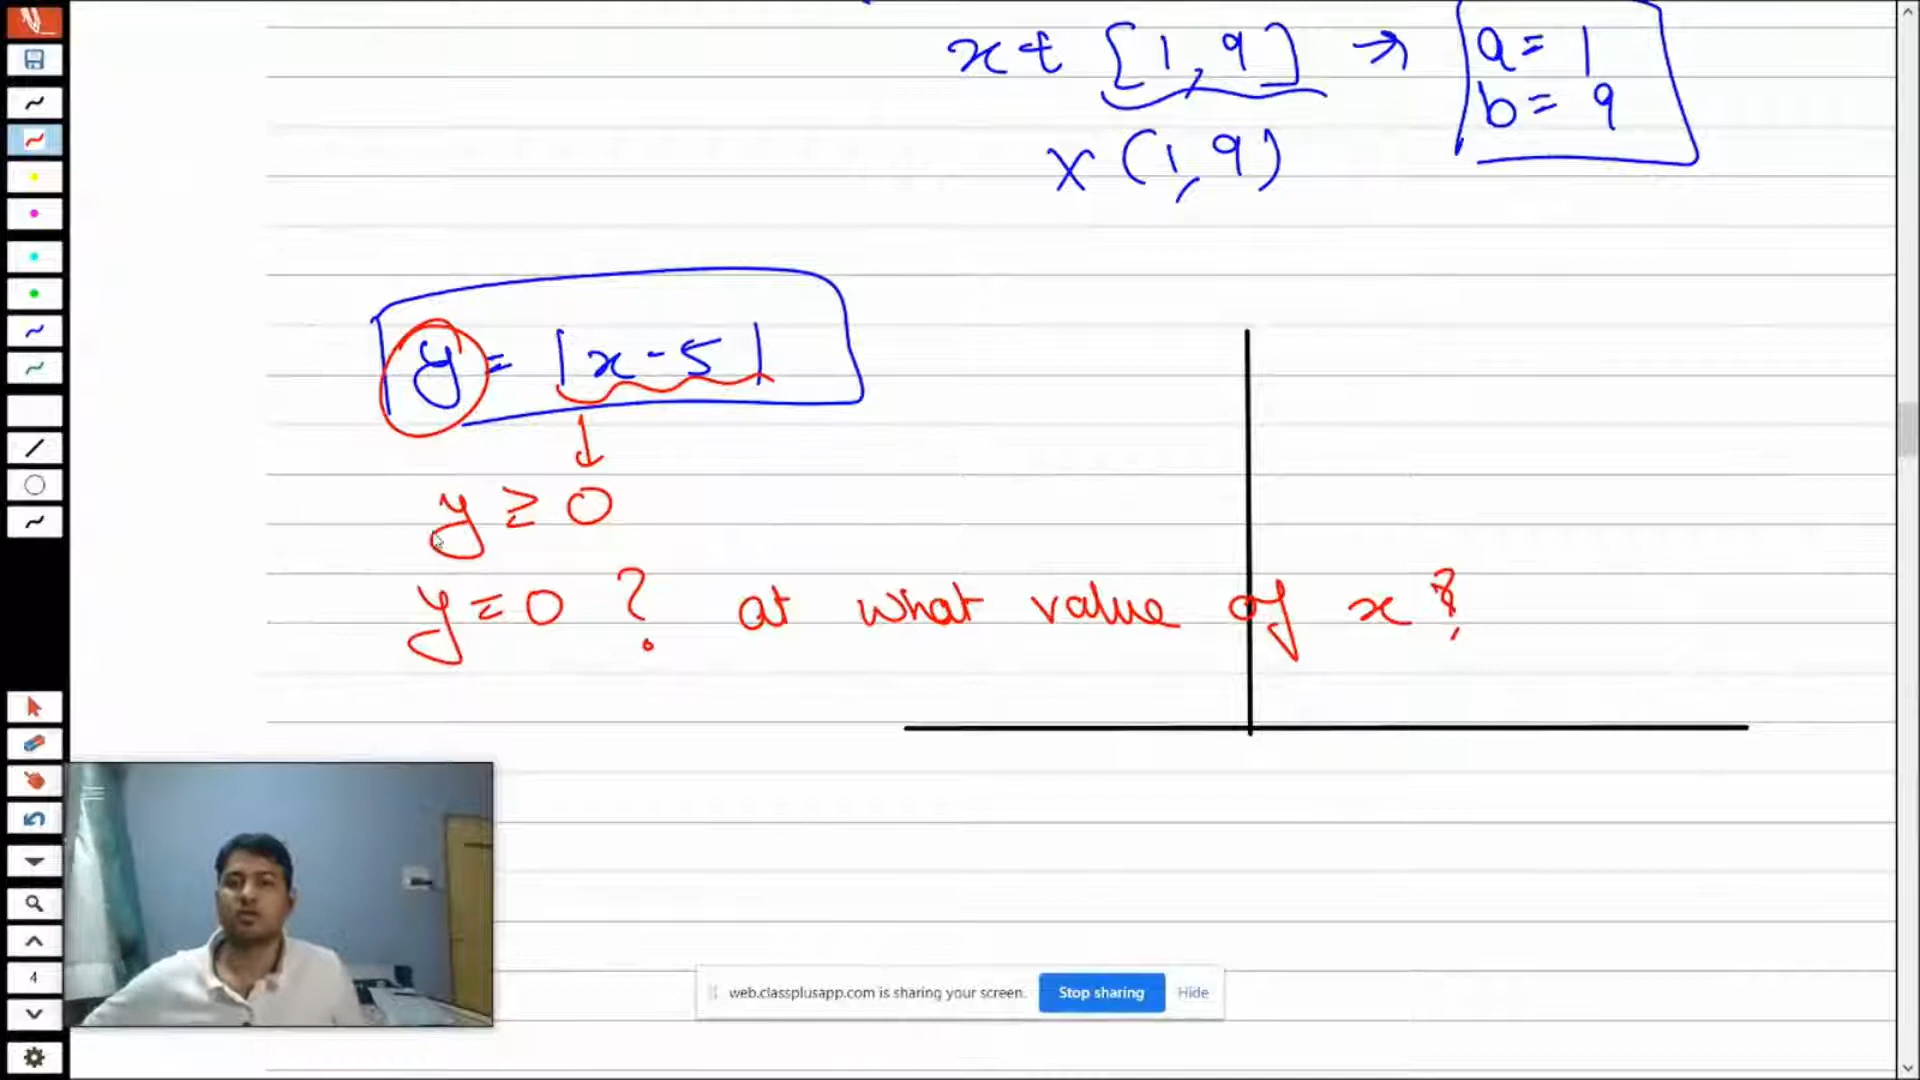 x ∈ [1, 9] → a = 1
b = 9
x (1, 9)
y = |x - 5|
↓
y ≥ 0
y = 0 ? at what value of x ?
4
web.classplusapp.com is sharing your screen. Stop sharing Hide